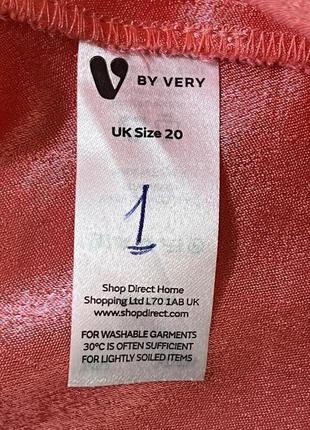 V BY VERY
UK Size 20
1
Shop Direct Home
Shopping Ltd L70 1AB UK
www.shopdirect.com
FOR WASHABLE GARMENTS
30°C IS OFTEN SUFFICIENT
FOR LIGHTLY SOILED ITEMS